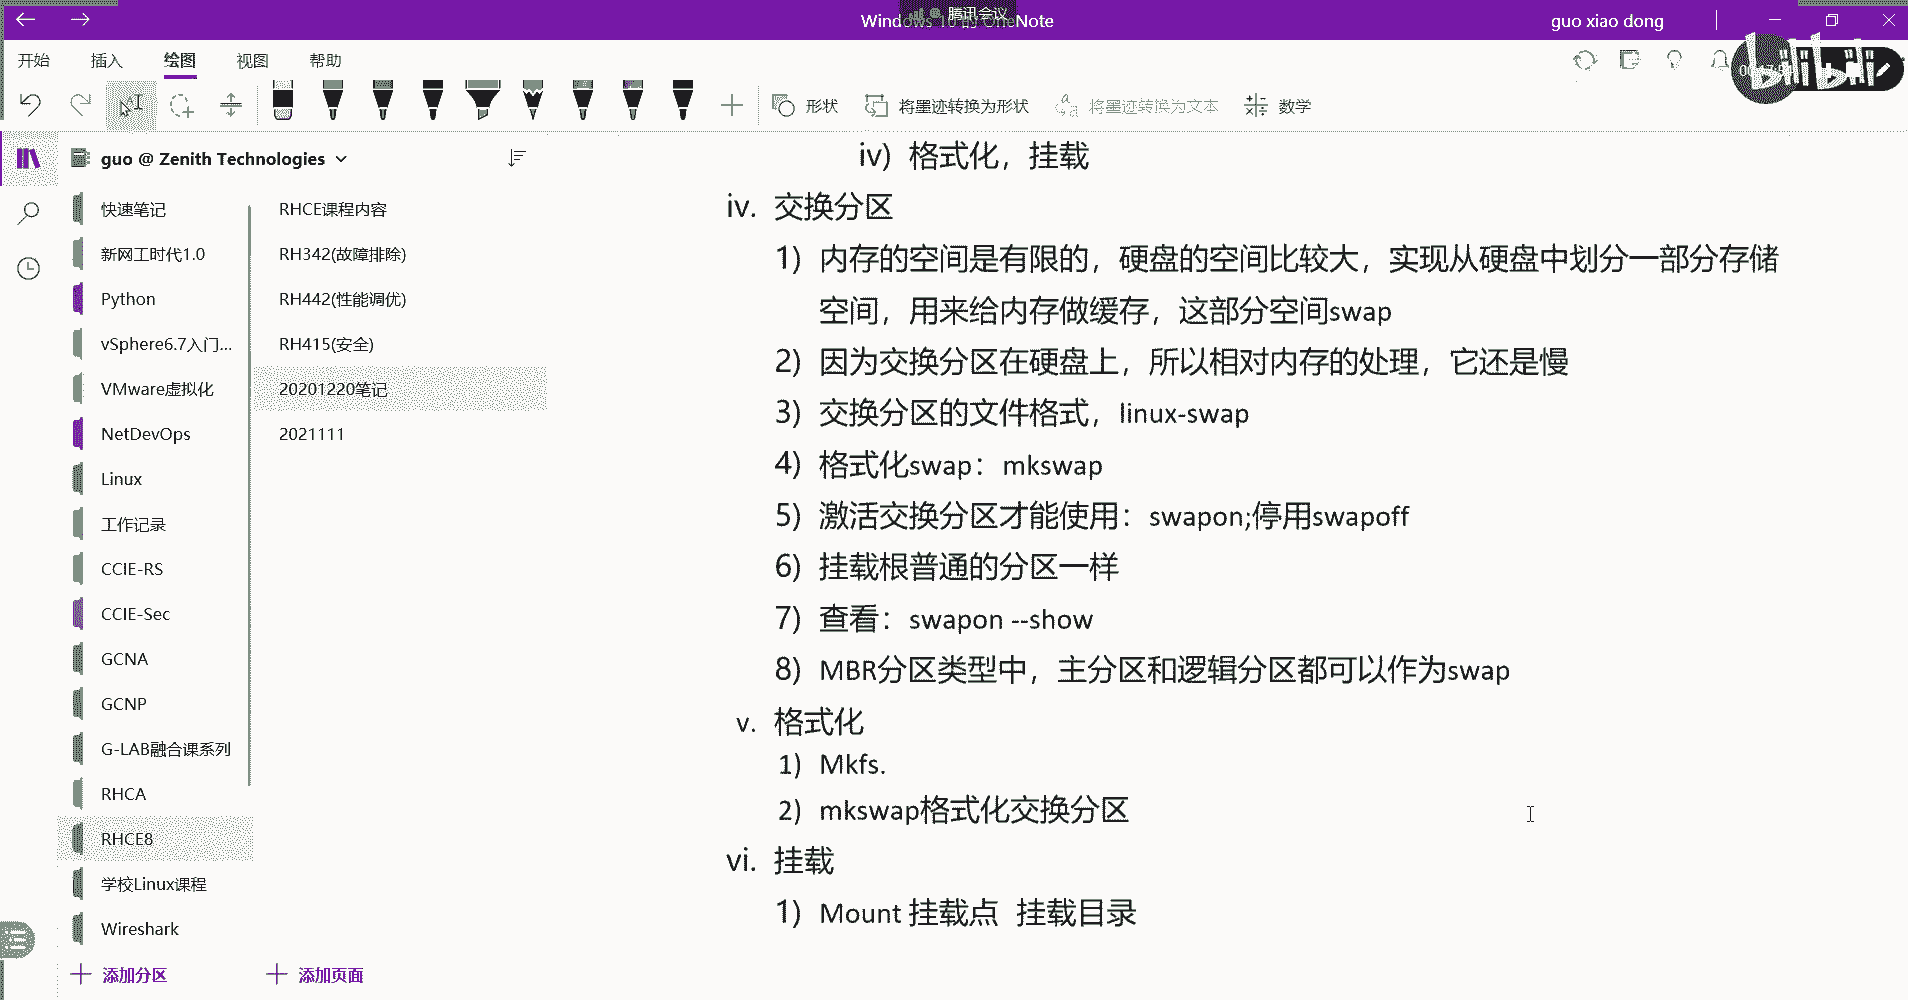 腾讯会议
Windows 10 的 OneNote
guo xiao dong
bilibili
开始 插入 绘图 视图 帮助
形状 将墨迹转换为形状 将墨迹转换为文本 数学
guo @ Zenith Technologies
快速笔记
新网工时代1.0
Python
vSphere6.7入门...
VMware虚拟化
NetDevOps
Linux
工作记录
CCIE-RS
CCIE-Sec
GCNA
GCNP
G-LAB融合课系列
RHCA
RHCE8
学校Linux课程
Wireshark
添加分区
RHCE课程内容
RH342(故障排除)
RH442(性能调优)
RH415(安全)
20201220笔记
2021111
添加页面
iv) 格式化，挂载
iv. 交换分区
1) 内存的空间是有限的，硬盘的空间比较大，实现从硬盘中划分一部分存储
空间，用来给内存做缓存，这部分空间swap
2) 因为交换分区在硬盘上，所以相对内存的处理，它还是慢
3) 交换分区的文件格式，linux-swap
4) 格式化swap：mkswap
5) 激活交换分区才能使用：swapon;停用swapoff
6) 挂载根普通的分区一样
7) 查看：swapon --show
8) MBR分区类型中，主分区和逻辑分区都可以作为swap
v. 格式化
1) Mkfs.
2) mkswap格式化交换分区
vi. 挂载
1) Mount 挂载点 挂载目录